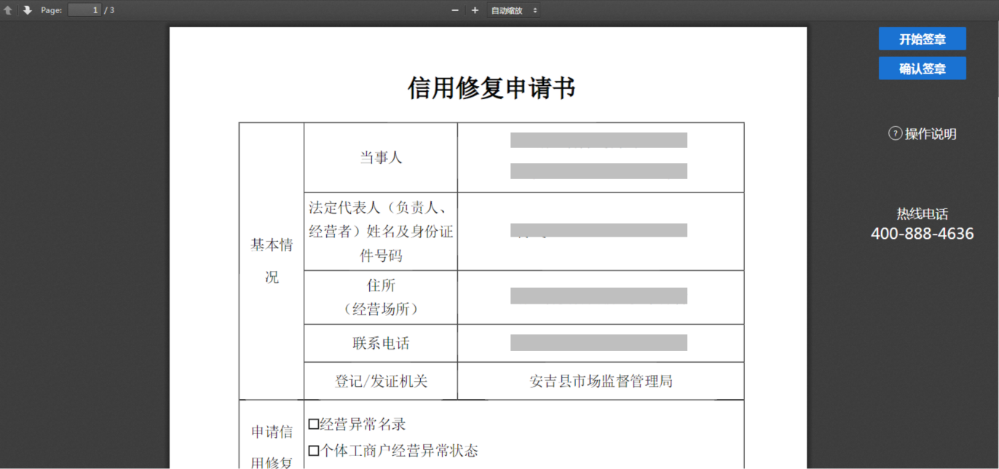 Page: 1 / 3
自动缩放
开始签章
确认签章
?操作说明
热线电话
400-888-4636
信用修复申请书
基本情
况
当事人
法定代表人（负责人、
经营者）姓名及身份证
件号码
住所
（经营场所）
联系电话
登记/发证机关
安吉县市场监督管理局
申请信
用修复
□经营异常名录
□个体工商户经营异常状态